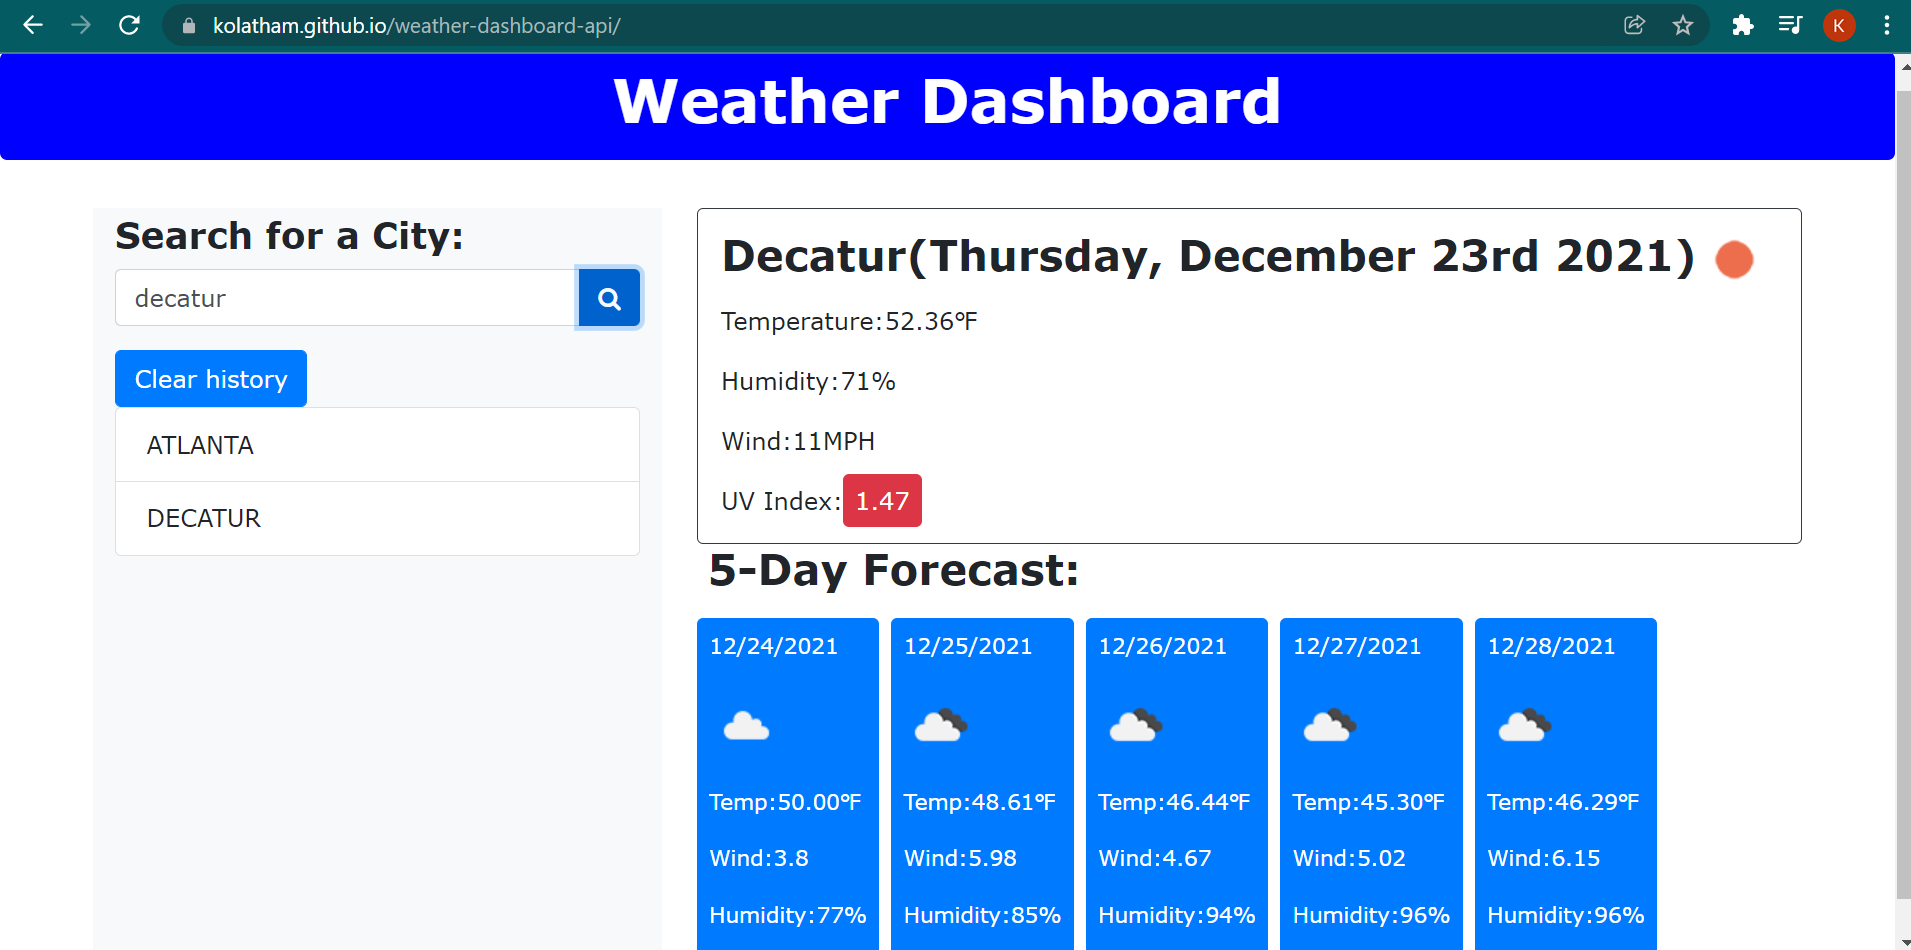 kolatham.github.io/weather-dashboard-api/
K
Weather Dashboard
Search for a City:
decatur
Clear history
ATLANTA
DECATUR
Decatur(Thursday, December 23rd 2021)
Temperature:52.36℉
Humidity:71%
Wind:11MPH
UV Index:1.47
5-Day Forecast:
12/24/2021
Temp:50.00℉
Wind:3.8
Humidity:77%
12/25/2021
Temp:48.61℉
Wind:5.98
Humidity:85%
12/26/2021
Temp:46.44℉
Wind:4.67
Humidity:94%
12/27/2021
Temp:45.30℉
Wind:5.02
Humidity:96%
12/28/2021
Temp:46.29℉
Wind:6.15
Humidity:96%